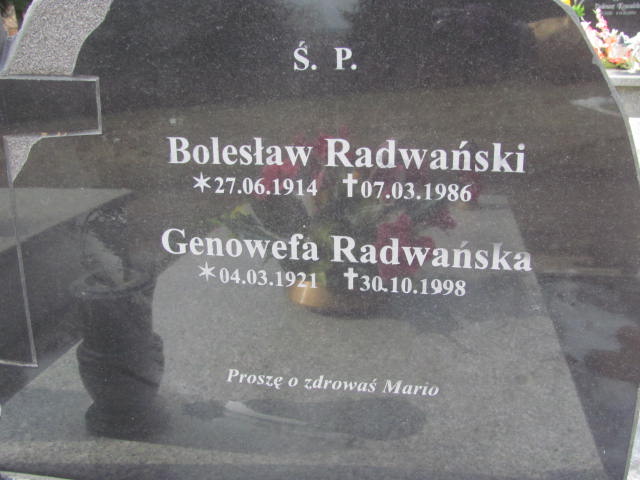 Ś. P.
Bolesław Radwański
✶27.06.1914 ✝07.03.1986
Genowefa Radwańska
✶04.03.1921 ✝30.10.1998
Proszę o zdrowaś Mario